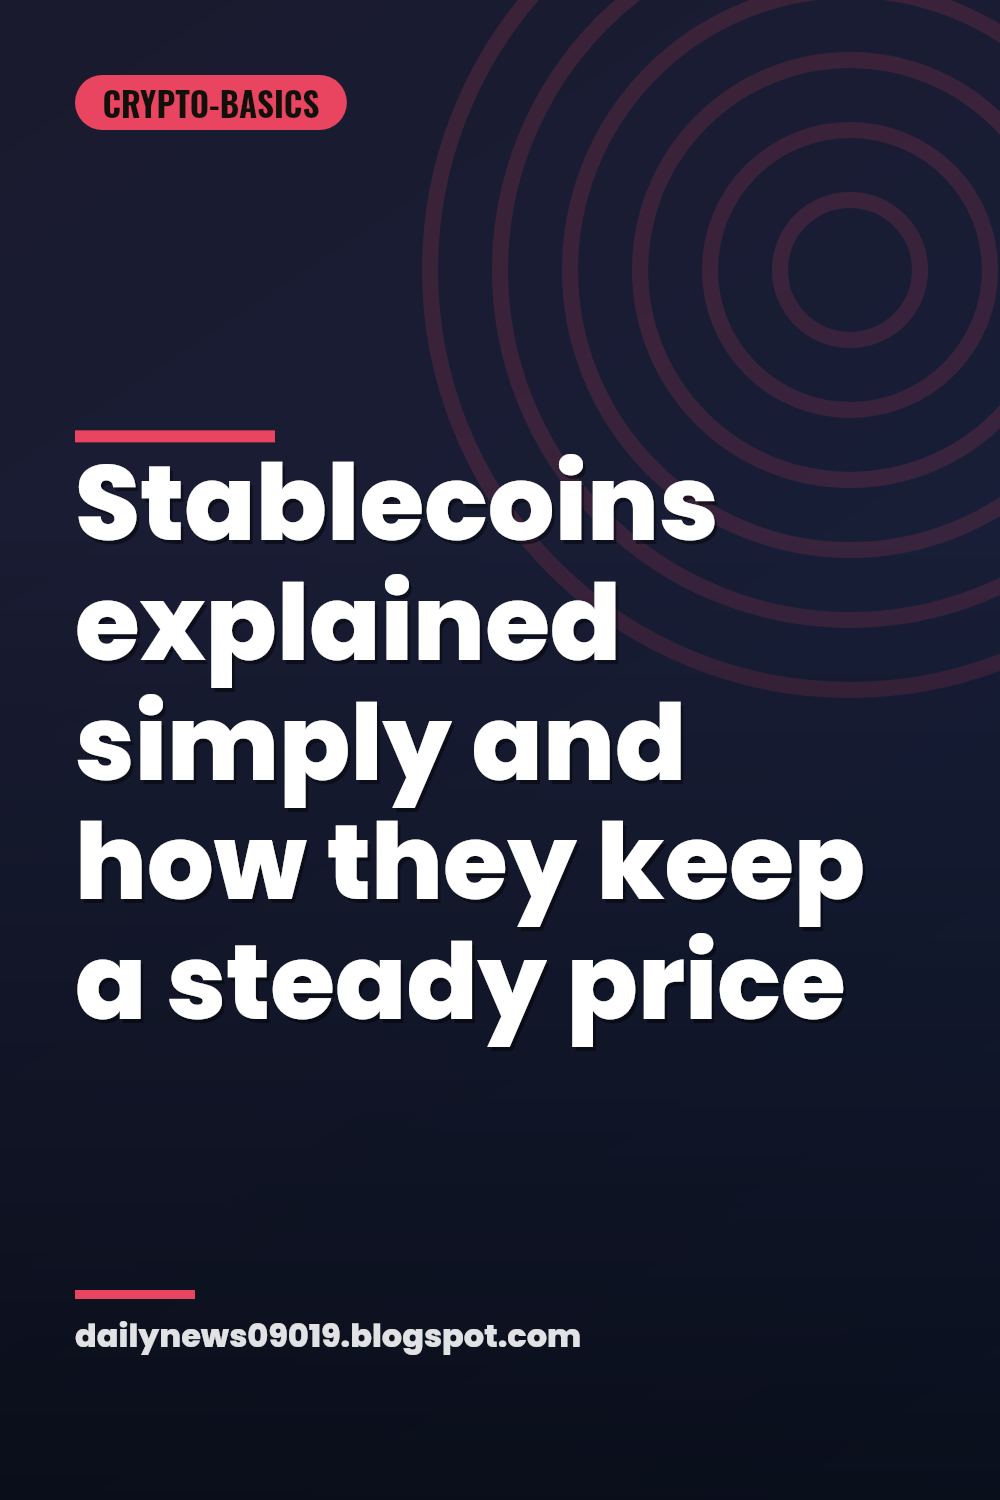 CRYPTO-BASICS
Stablecoins
explained
simply and
how they keep
a steady price
dailynews09019.blogspot.com